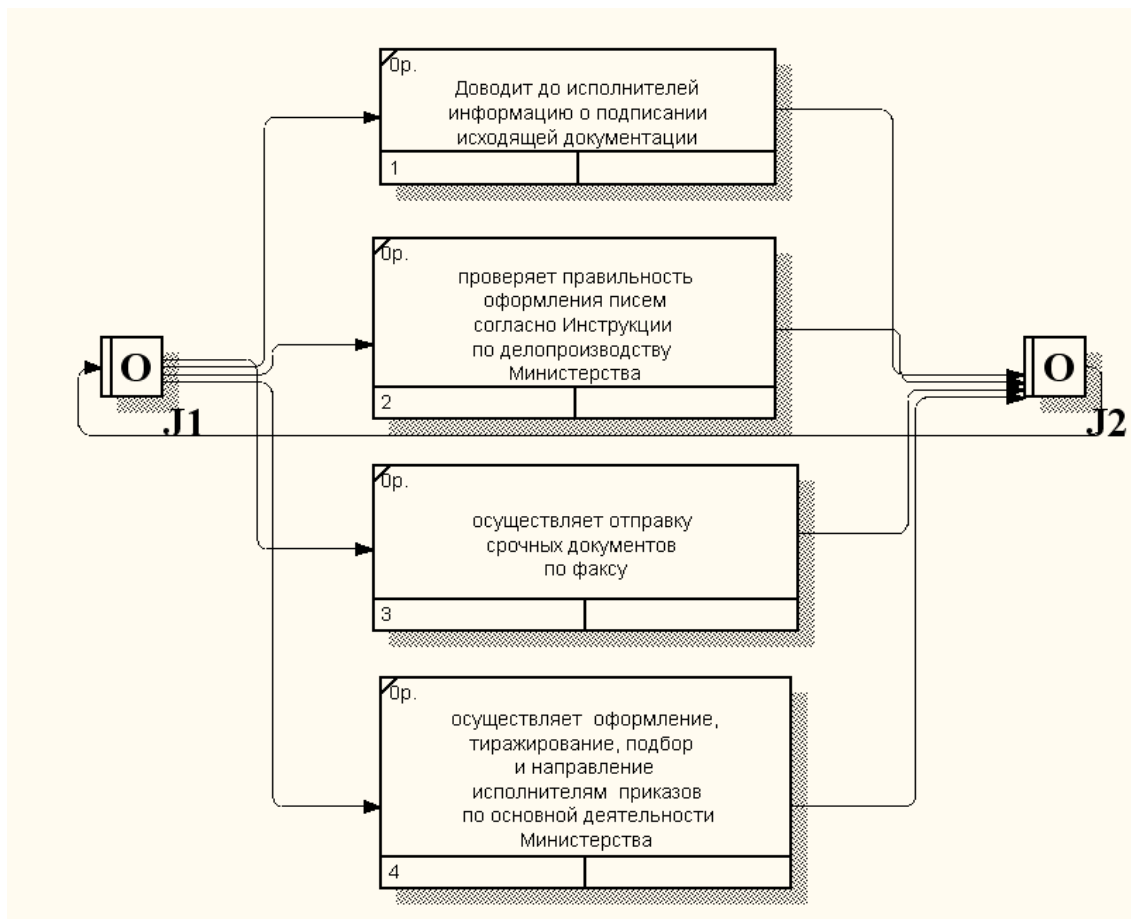 0р.
Доводит до исполнителей
информацию о подписании
исходящей документации
1
0р.
проверяет правильность
оформления писем
согласно Инструкции
по делопроизводству
Министерства
2
O
J1
O
J2
0р.
осуществляет отправку
срочных документов
по факсу
3
0р.
осуществляет оформление,
тиражирование, подбор
и направление
исполнителям приказов
по основной деятельности
Министерства
4